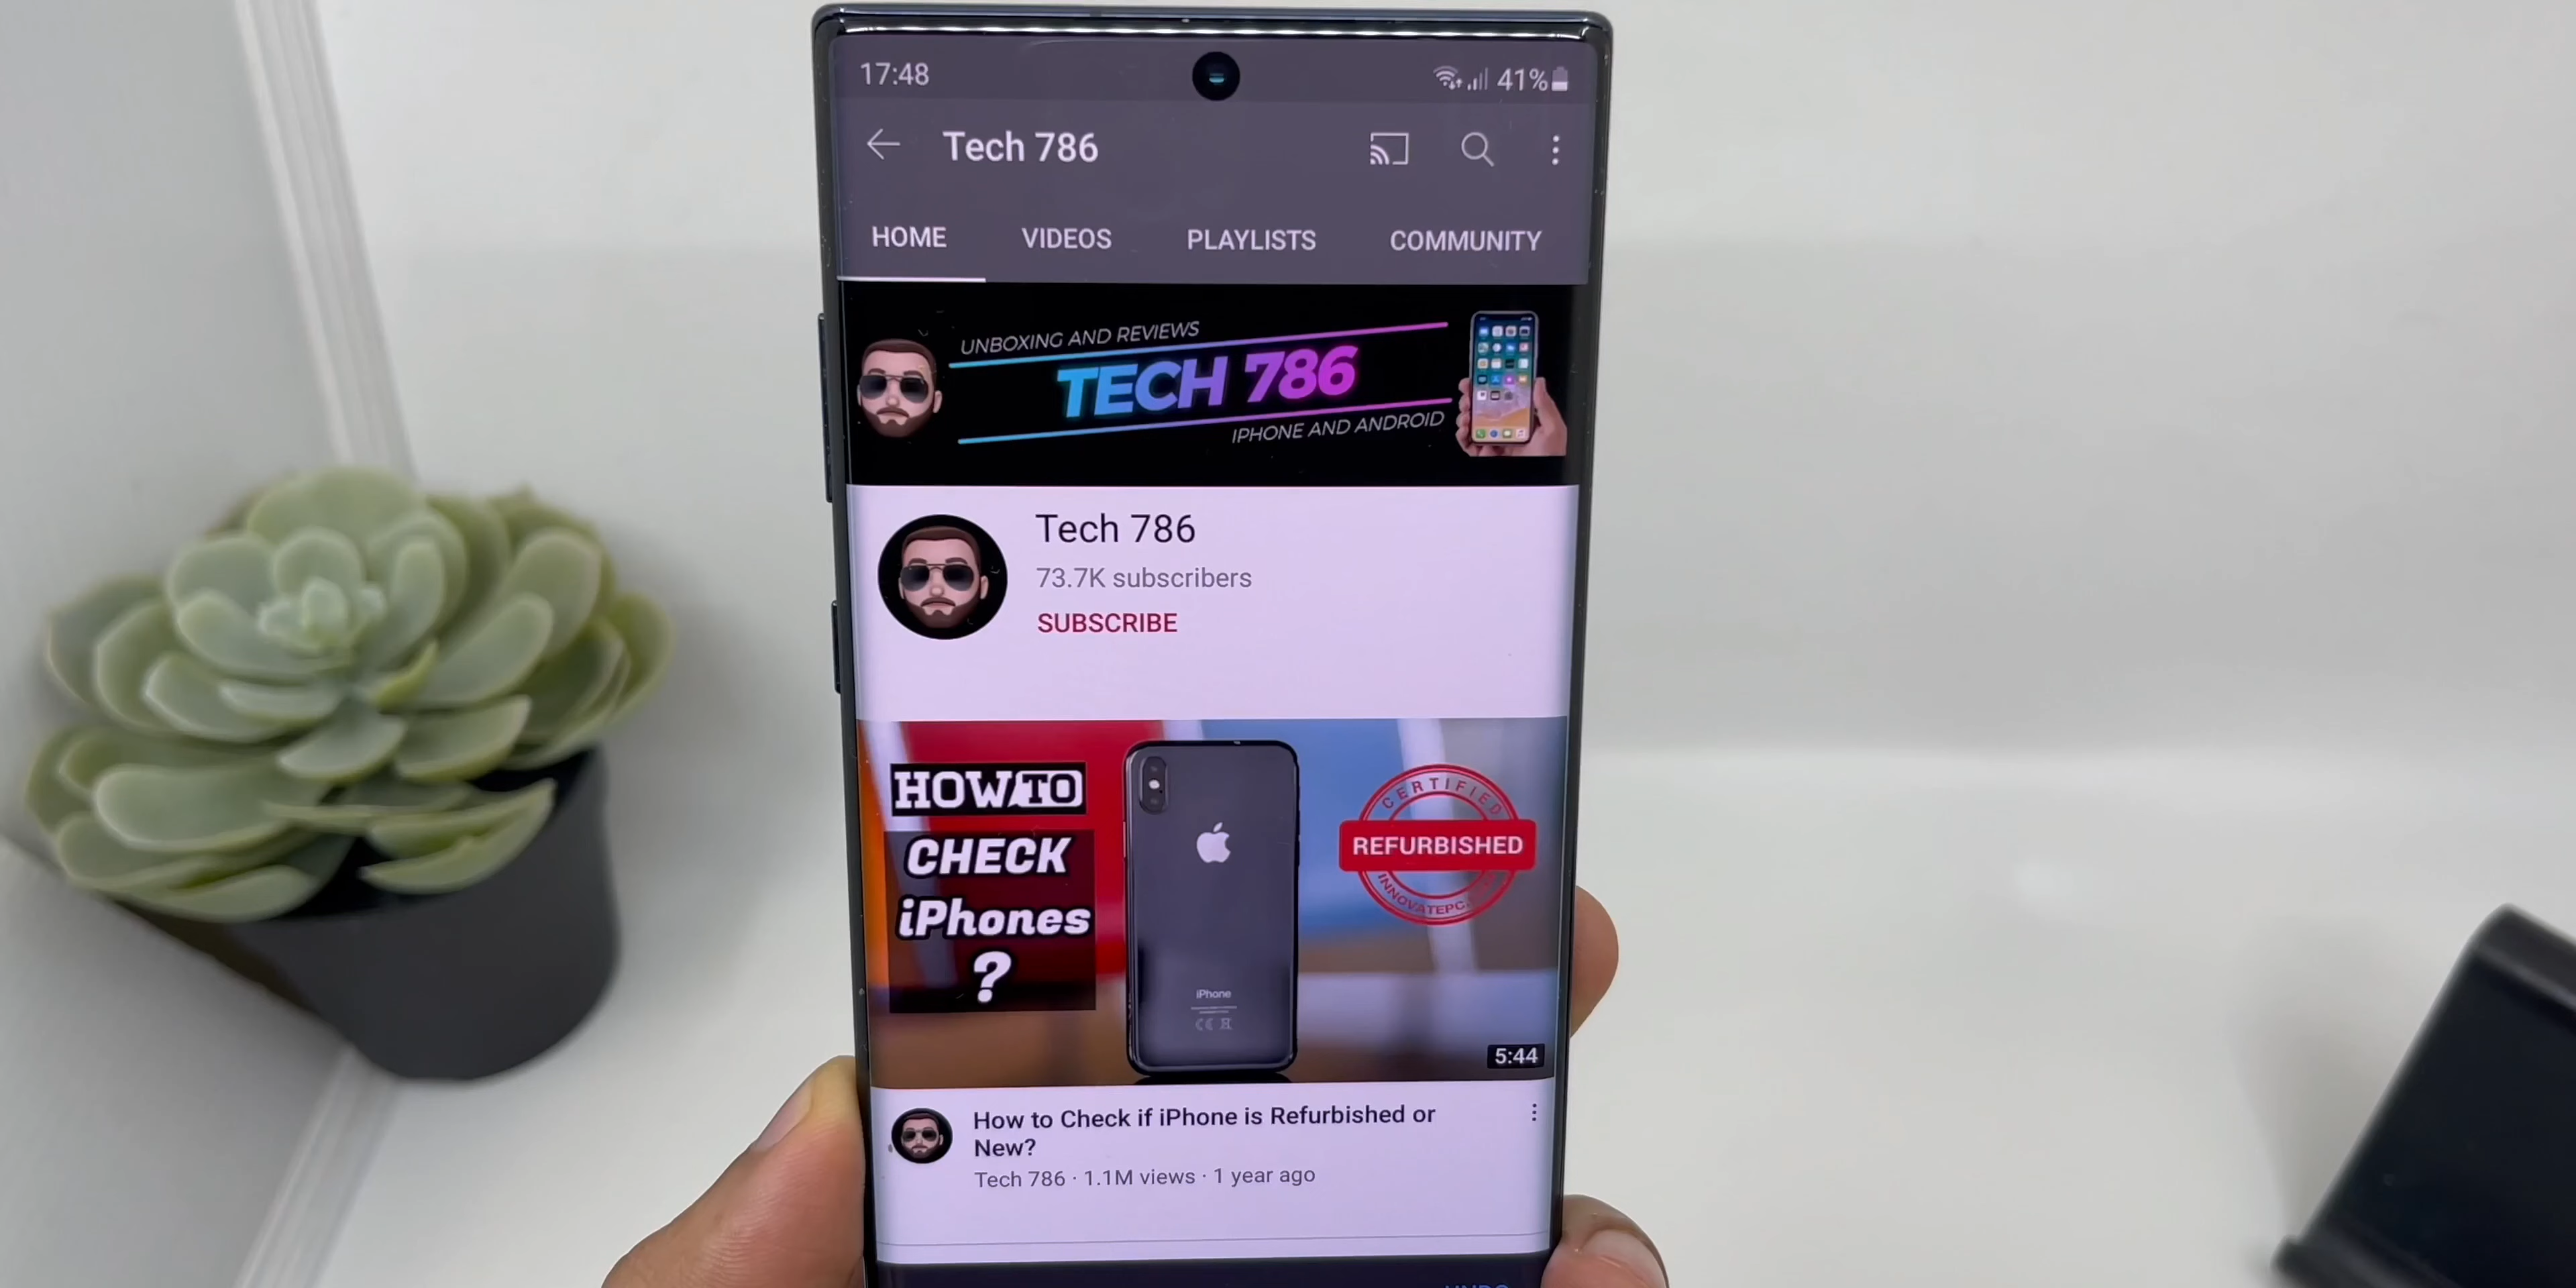 17:48
41%
Tech 786
HOME VIDEOS PLAYLISTS COMMUNITY
UNBOXING AND REVIEWS
TECH 786
IPHONE AND ANDROID
Tech 786
73.7K subscribers
SUBSCRIBE
HOW TO
CHECK
iPhones
?
iPhone
CERTIFIED
REFURBISHED
5:44
How to Check if iPhone is Refurbished or
New?
Tech 786 · 1.1M views · 1 year ago